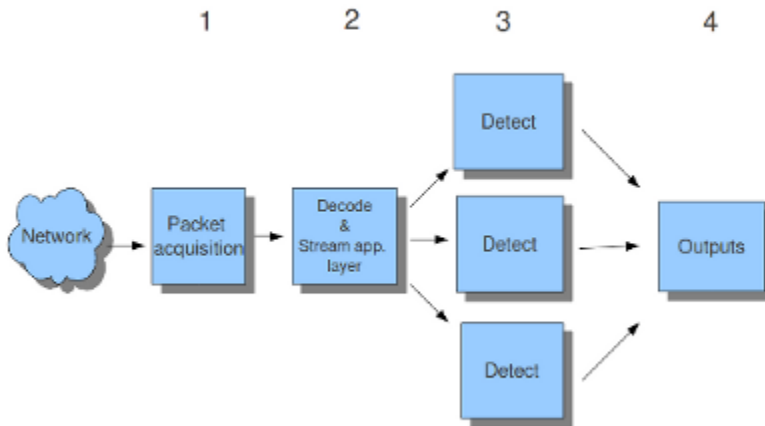 1
2
3
4
Network
Packet
acquisition
Decode
&
Stream app.
layer
Detect
Detect
Detect
Outputs